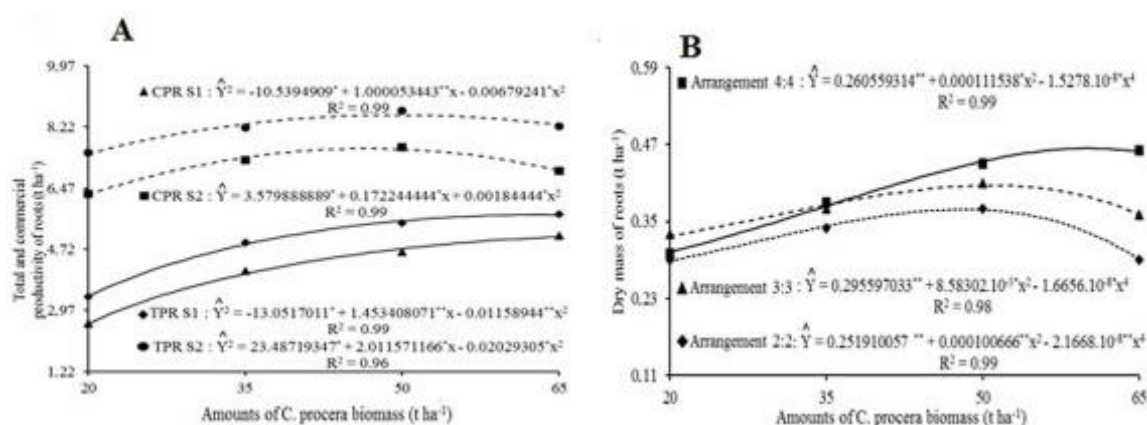 A
9.97
CPR S1 : Ŷ² = -10.5394909* + 1.000053443**x - 0.00679241*x²
R² = 0.99
8.22
6.47
CPR S2 : Ŷ = 3.579888889* + 0.172244444*x + 0.00184444*x²
R² = 0.99
4.72
2.97
TPR S1 : Ŷ² = -13.0517011* + 1.453408071**x - 0.01158944**x²
R² = 0.99
TPR S2 : Ŷ² = 23.48719347* + 2.011571166*x - 0.02029305*x²
R² = 0.96
1.22
20 35 50 65
Total and commercial
productivity of roots (t ha⁻¹)
Amounts of C. procera biomass (t ha⁻¹)
B
0.59
Arrangement 4:4 : Ŷ = 0.260559314** + 0.000111538*x² - 1.5278.10⁻⁸*x⁴
R² = 0.99
0.47
0.35
0.23
Arrangement 3:3 : Ŷ = 0.295597033** + 8.58302.10⁻⁵*x² - 1.6656.10⁻⁸*x⁴
R² = 0.98
Arrangement 2:2: Ŷ = 0.251910057 ** + 0.000100666**x² - 2.1668.10⁻⁸**x⁴
R² = 0.99
0.11
20 35 50 65
Dry mass of roots (t ha⁻¹)
Amounts of C. procera biomass (t ha⁻¹)